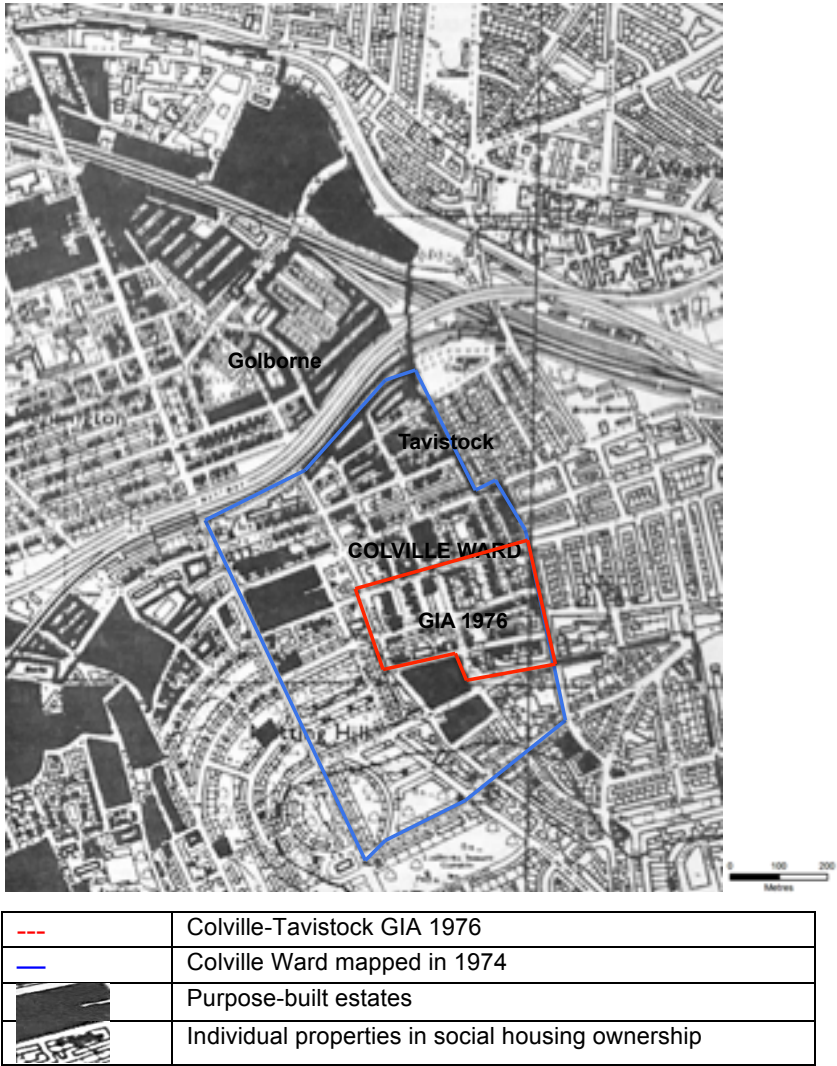 Golborne
Tavistock
COLVILLE WARD
GIA 1976
0 100 200
Metres
--- Colville-Tavistock GIA 1976
— Colville Ward mapped in 1974
Purpose-built estates
Individual properties in social housing ownership